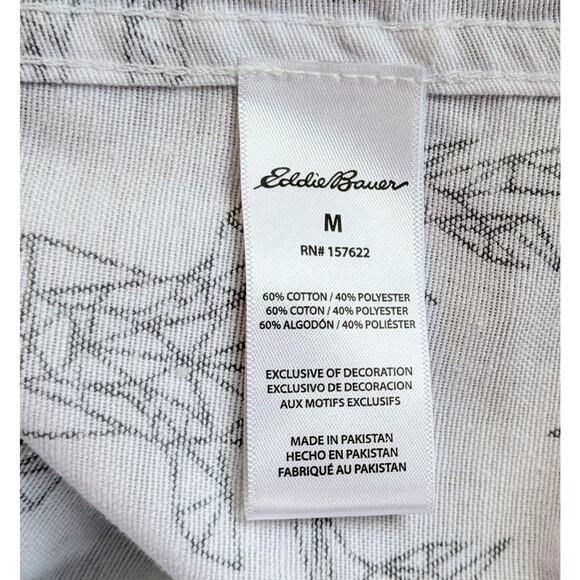 Eddie Bauer
M
RN# 157622
60% COTTON / 40% POLYESTER
60% COTON / 40% POLYESTER
60% ALGODÓN / 40% POLIÉSTER
EXCLUSIVE OF DECORATION
EXCLUSIVO DE DECORACION
AUX MOTIFS EXCLUSIFS
MADE IN PAKISTAN
HECHO EN PAKISTAN
FABRIQUÉ AU PAKISTAN